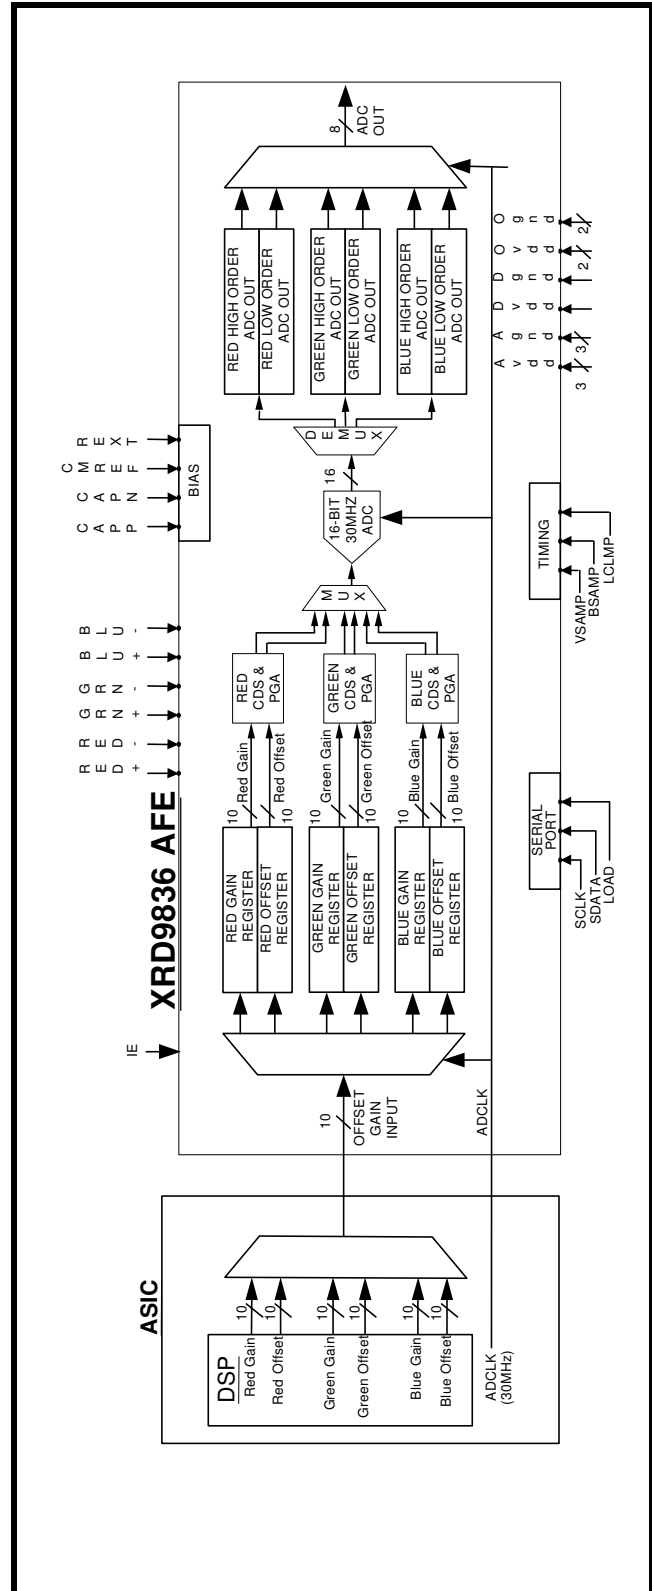 ASIC
DSP
Red Gain
10
Red Offset
10
Green Gain
10
Green Offset
10
Blue Gain
10
Blue Offset
10
ADCLK
(30MHz)
XRD9836 AFE
IE
10
OFFSET
GAIN
INPUT
ADCLK
RED GAIN
REGISTER
RED OFFSET
REGISTER
GREEN GAIN
REGISTER
GREEN OFFSET
REGISTER
BLUE GAIN
REGISTER
BLUE OFFSET
REGISTER
10
Red Gain
10
Red Offset
10
Green Gain
10
Green Offset
10
Blue Gain
10
Blue Offset
RED
CDS &
PGA
GREEN
CDS &
PGA
BLUE
CDS &
PGA
RED+
RED-
GRN+
GRN-
BLU+
BLU-
SERIAL
PORT
SCLK
SDATA
LOAD
MUX
16-BIT
30MHZ
ADC
16
DEMUX
CAPP
CAPN
CMREF
REXT
BIAS
TIMING
VSAMP
BSAMP
LCLMP
RED HIGH ORDER
ADC OUT
RED LOW ORDER
ADC OUT
GREEN HIGH ORDER
ADC OUT
GREEN LOW ORDER
ADC OUT
BLUE HIGH ORDER
ADC OUT
BLUE LOW ORDER
ADC OUT
8
ADC
OUT
Avdd
3
Agnd
3
Dvdd
Dgnd
Ovdd
2
Ognd
2